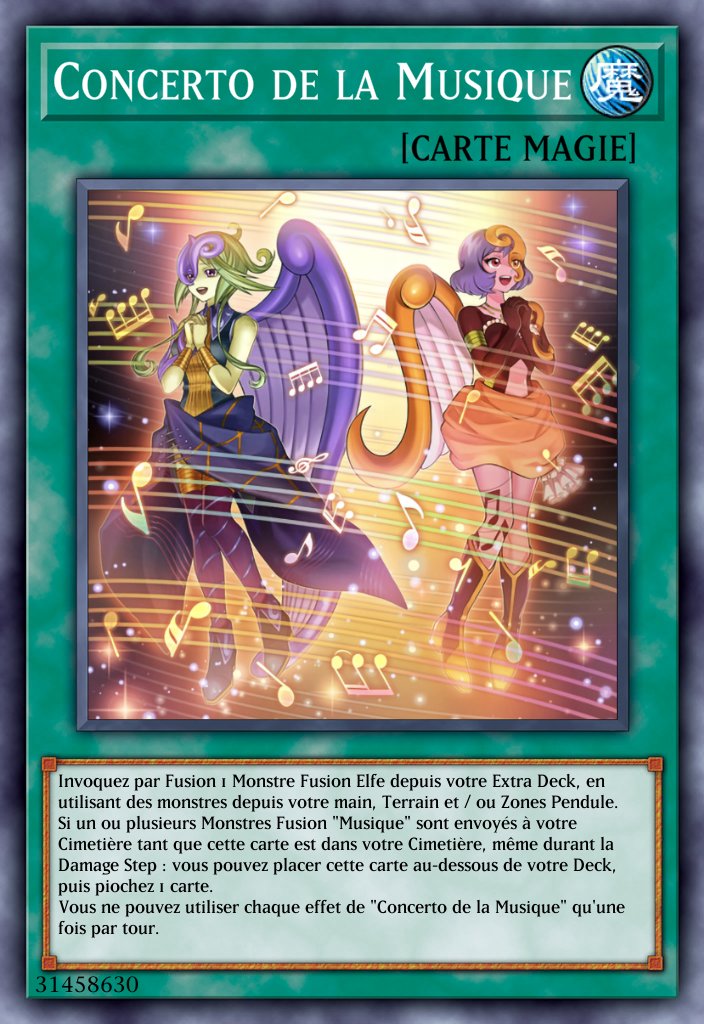 Concerto de la Musique 魔
[CARTE MAGIE]
Invoquez par Fusion 1 Monstre Fusion Elfe depuis votre Extra Deck, en
utilisant des monstres depuis votre main, Terrain et / ou Zones Pendule.
Si un ou plusieurs Monstres Fusion "Musique" sont envoyés à votre
Cimetière tant que cette carte est dans votre Cimetière, même durant la
Damage Step : vous pouvez placer cette carte au-dessous de votre Deck,
puis piochez 1 carte.
Vous ne pouvez utiliser chaque effet de "Concerto de la Musique" qu'une
fois par tour.
31458630